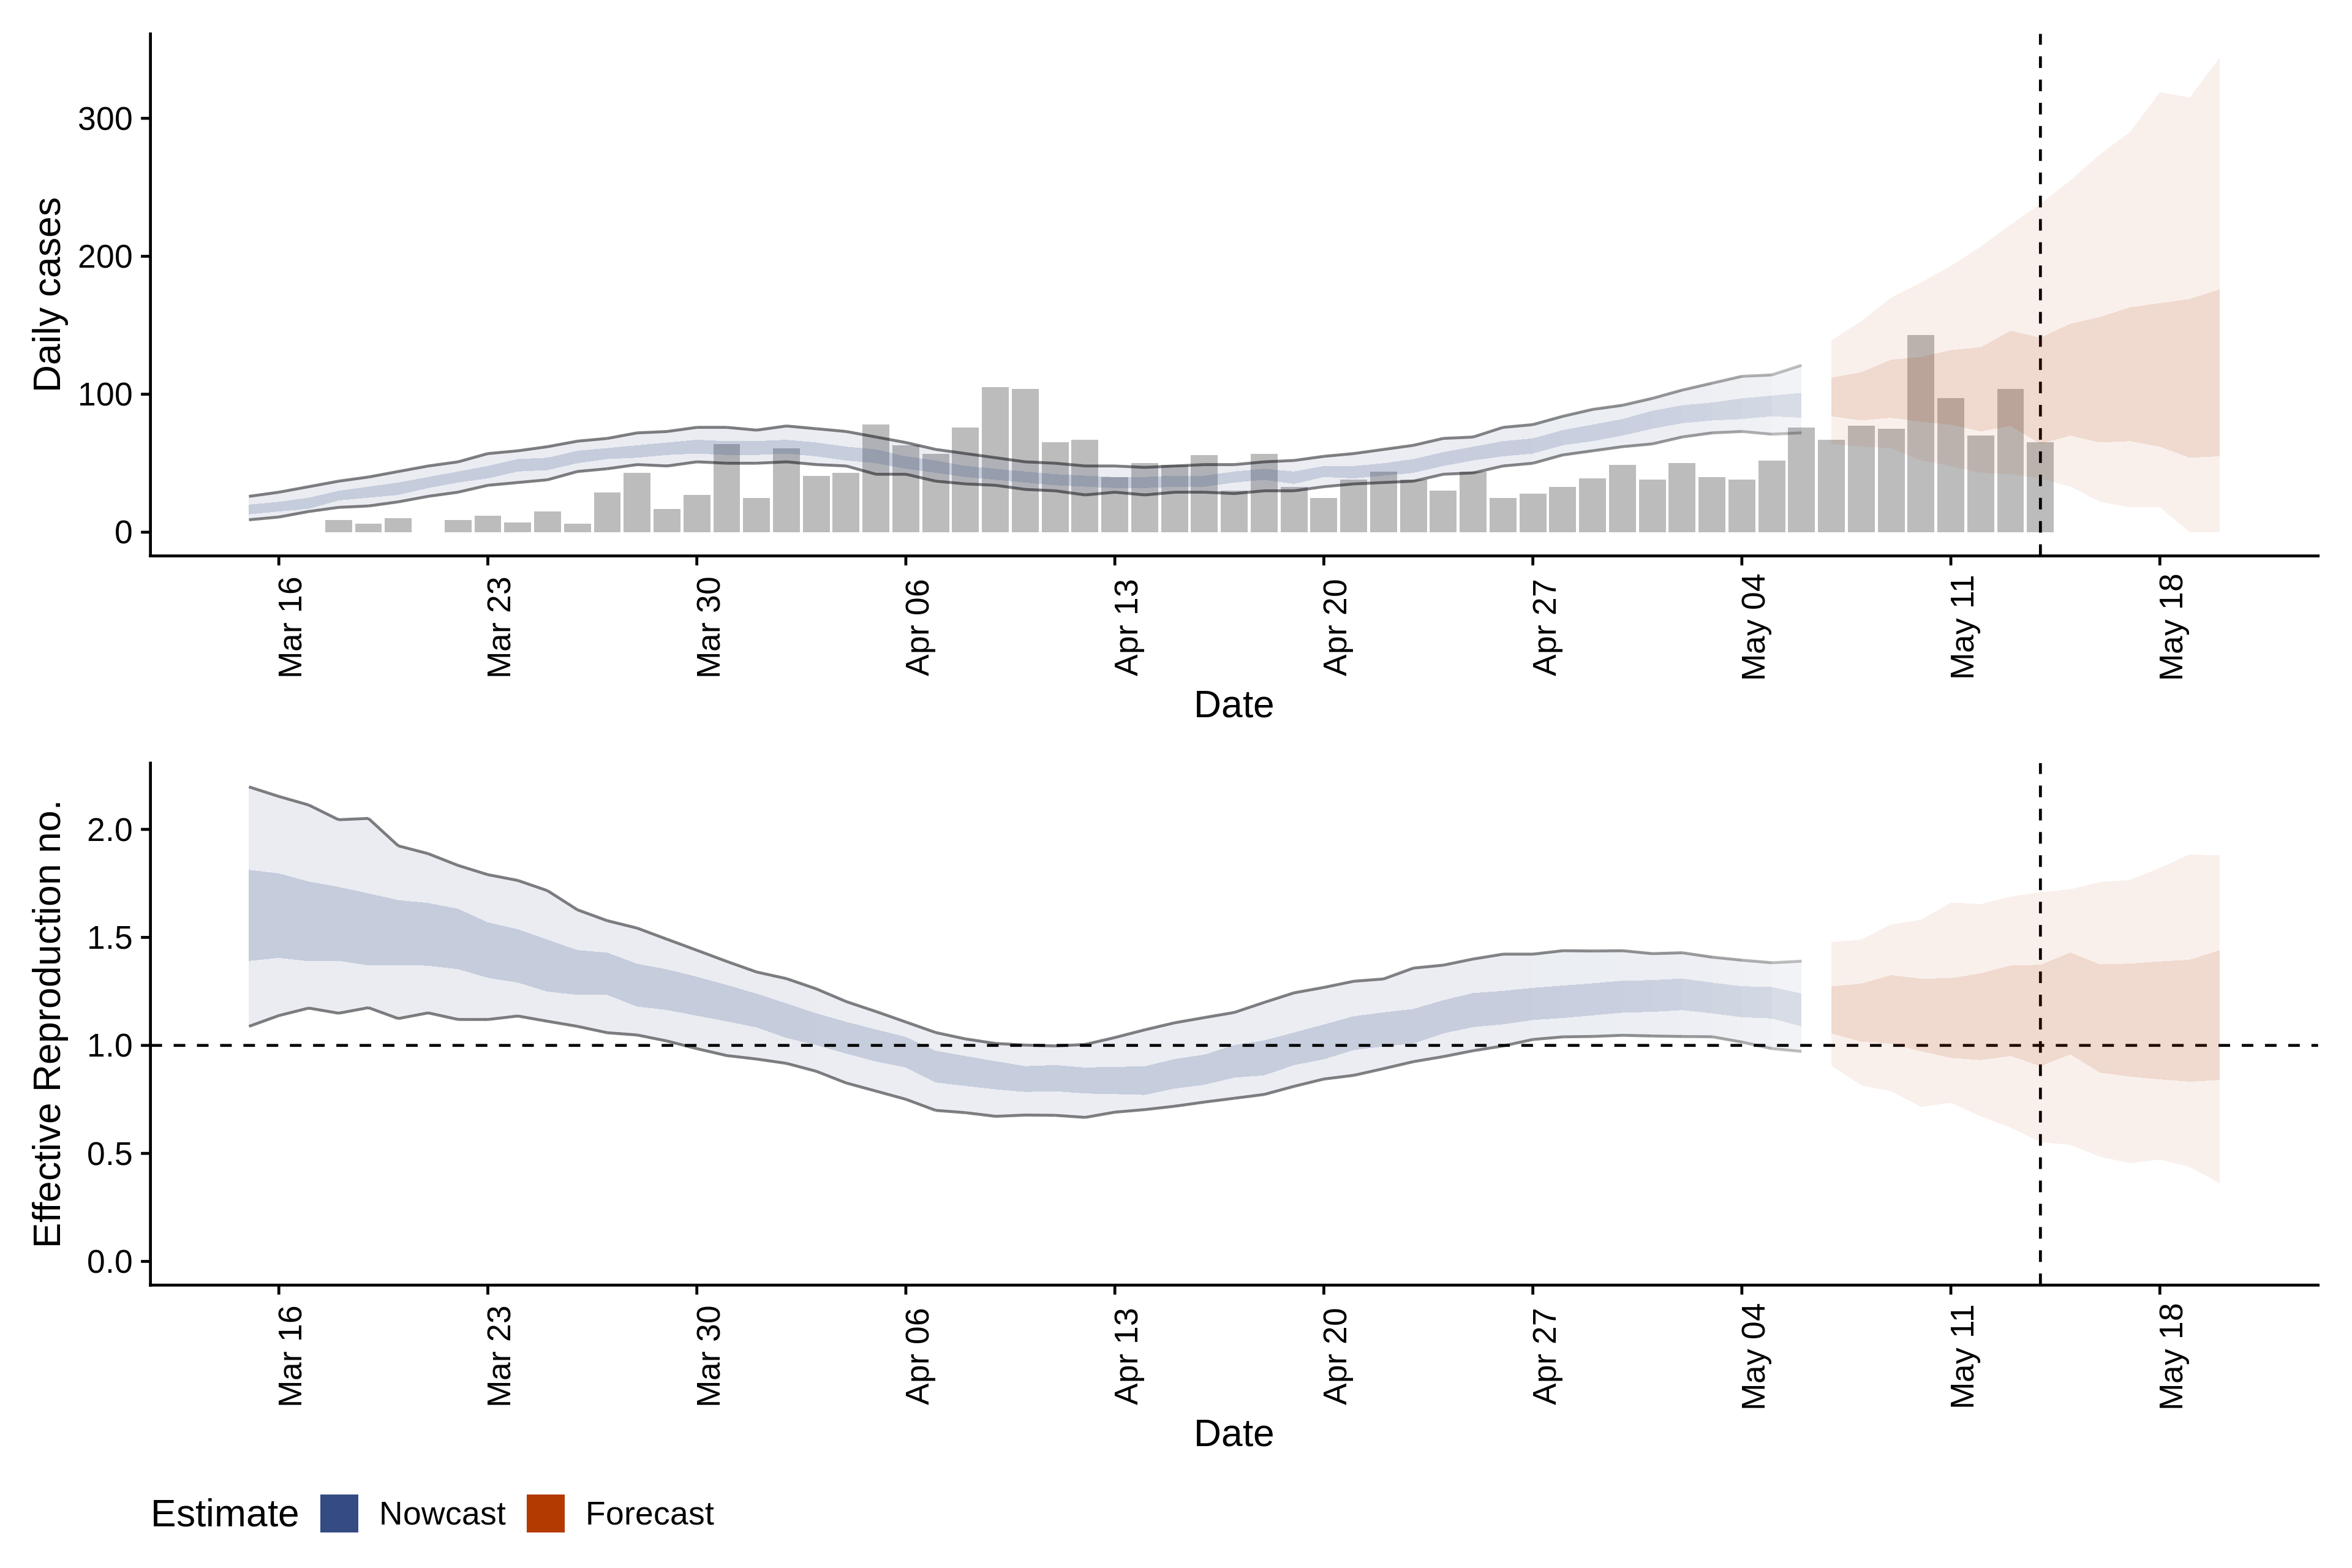 Daily cases
300
200
100
0
Mar 16
Mar 23
Mar 30
Apr 06
Apr 13
Apr 20
Apr 27
May 04
May 11
May 18
Date
Effective Reproduction no.
2.0
1.5
1.0
0.5
0.0
Mar 16
Mar 23
Mar 30
Apr 06
Apr 13
Apr 20
Apr 27
May 04
May 11
May 18
Date
Estimate Nowcast Forecast